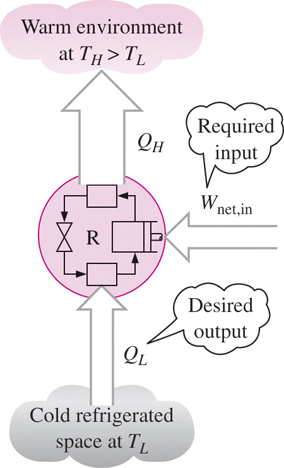 Warm environment
at T_H > T_L
Required
input
Q_H
W_net,in
R
Desired
output
Q_L
Cold refrigerated
space at T_L